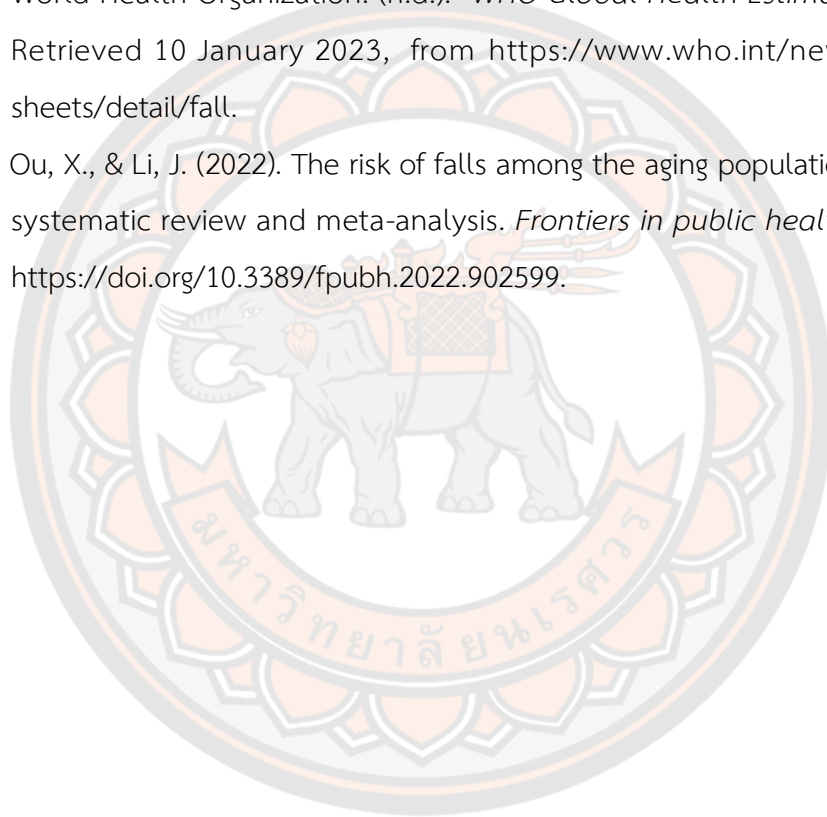 World Health Organization. (n.d.). WHO Global Health Estim
Retrieved 10 January 2023, from https://www.who.int/ne
sheets/detail/fall.
Ou, X., & Li, J. (2022). The risk of falls among the aging populati
systematic review and meta-analysis. Frontiers in public heal
https://doi.org/10.3389/fpubh.2022.902599.
มหาวิทยาลัยนเรศวร